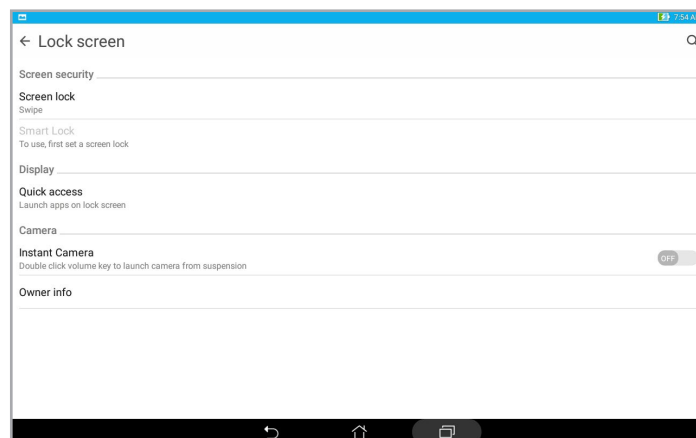 7:54 A
Lock screen
Screen security
Screen lock
Swipe
Smart Lock
To use, first set a screen lock
Display
Quick access
Launch apps on lock screen
Camera
Instant Camera
Double click volume key to launch camera from suspension
OFF
Owner info